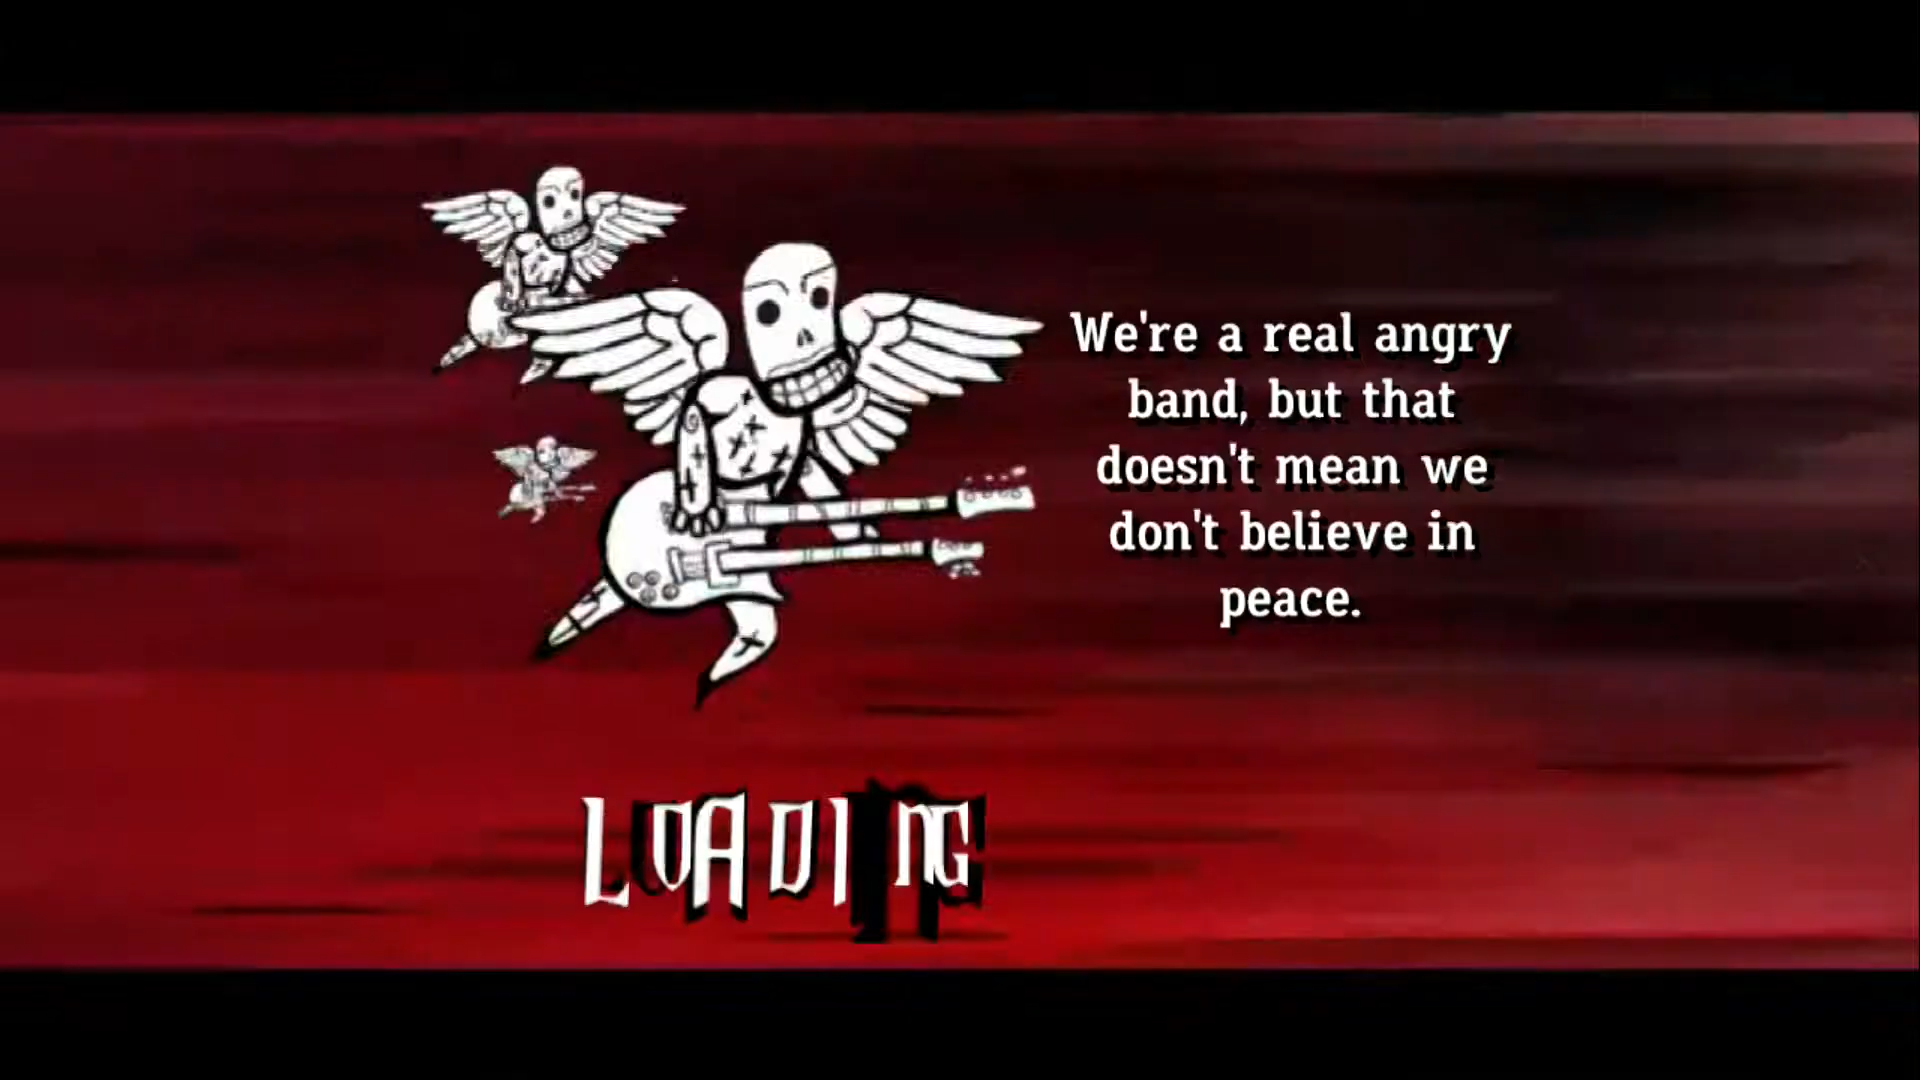 We're a real angry
band, but that
doesn't mean we
don't believe in
peace.
LOADING